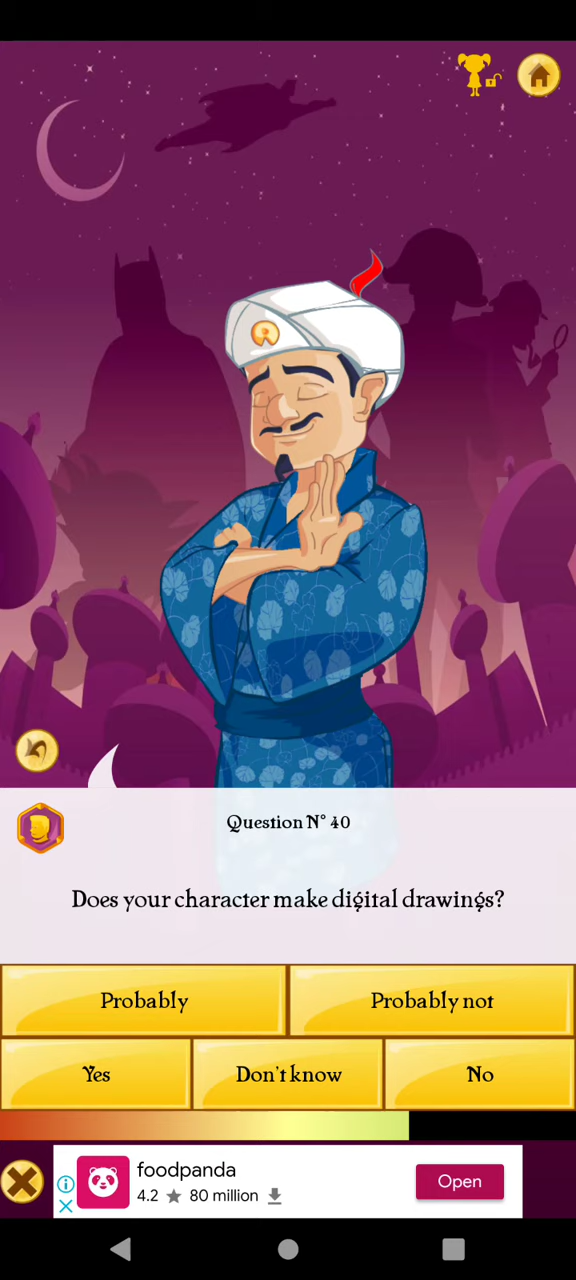 Question N° 40
Does your character make digital drawings?
Probably
Probably not
Yes
Don't know
No
foodpanda
4.2 ★ 80 million
Open